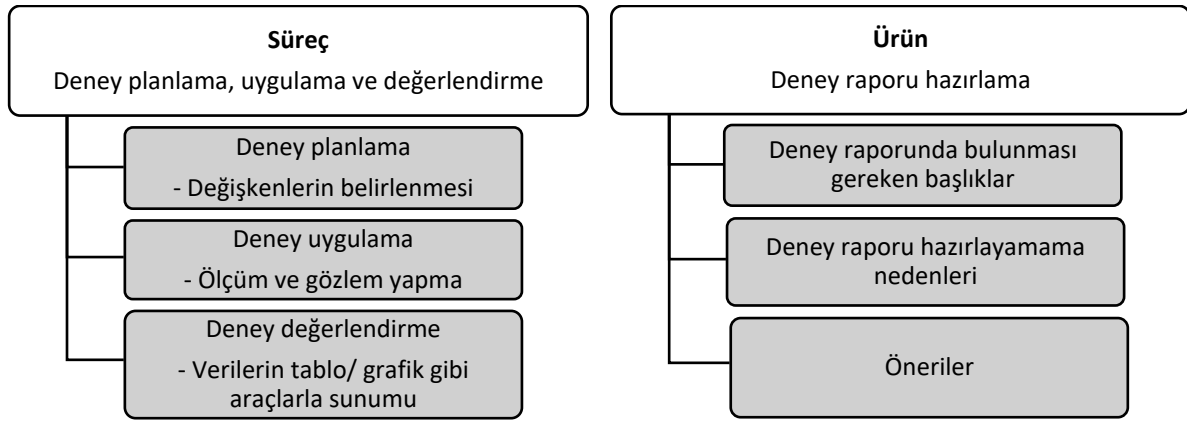 Süreç
Deney planlama, uygulama ve değerlendirme
Deney planlama
- Değişkenlerin belirlenmesi
Deney uygulama
- Ölçüm ve gözlem yapma
Deney değerlendirme
- Verilerin tablo/ grafik gibi
araçlarla sunumu
Ürün
Deney raporu hazırlama
Deney raporunda bulunması
gereken başlıklar
Deney raporu hazırlayamama
nedenleri
Öneriler